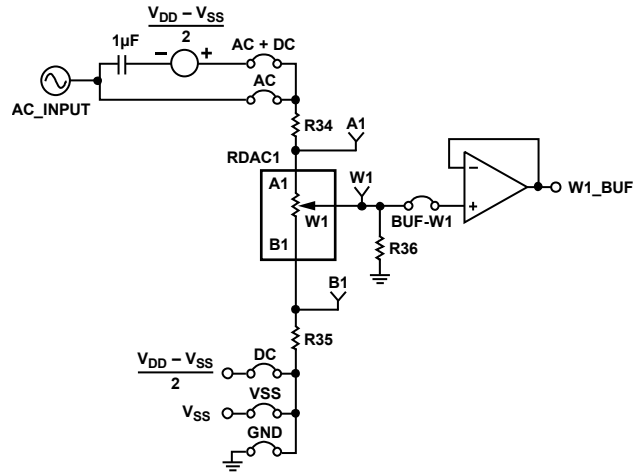 V_DD – V_SS
2
1µF
– +
AC + DC
AC
AC_INPUT
R34
A1
RDAC1
A1
W1
B1
W1
BUF-W1
–
+
W1_BUF
R36
B1
R35
V_DD – V_SS
2
DC
V_SS
VSS
GND